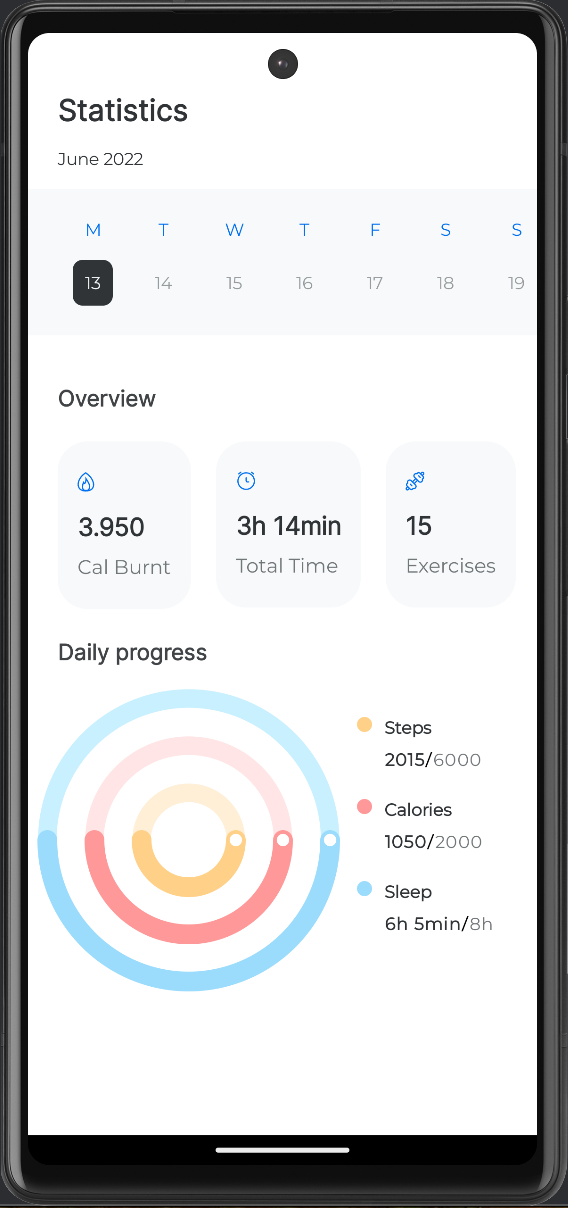 Statistics
June 2022
M T W T F S S
13 14 15 16 17 18 19
Overview
3.950 3h 14min 15
Cal Burnt Total Time Exercises
Daily progress
Steps
2015/6000
Calories
1050/2000
Sleep
6h 5min/8h